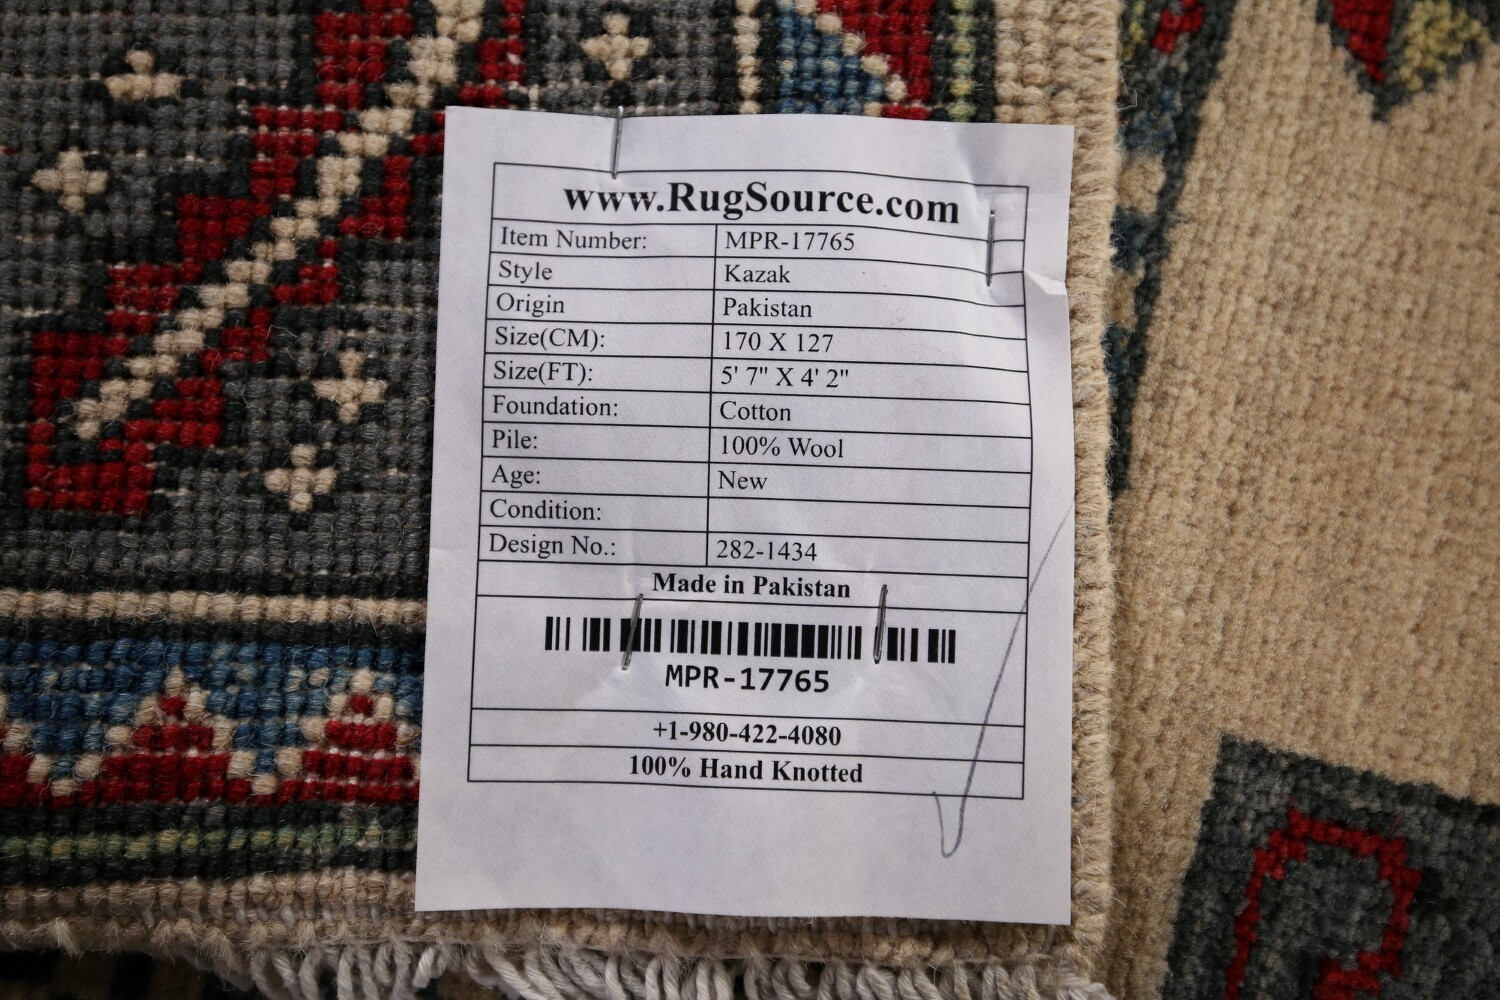 www.RugSource.com
Item Number: MPR-17765
Style Kazak
Origin Pakistan
Size(CM): 170 X 127
Size(FT): 5' 7" X 4' 2"
Foundation: Cotton
Pile: 100% Wool
Age: New
Condition:
Design No.: 282-1434
Made in Pakistan
MPR-17765
+1-980-422-4080
100% Hand Knotted